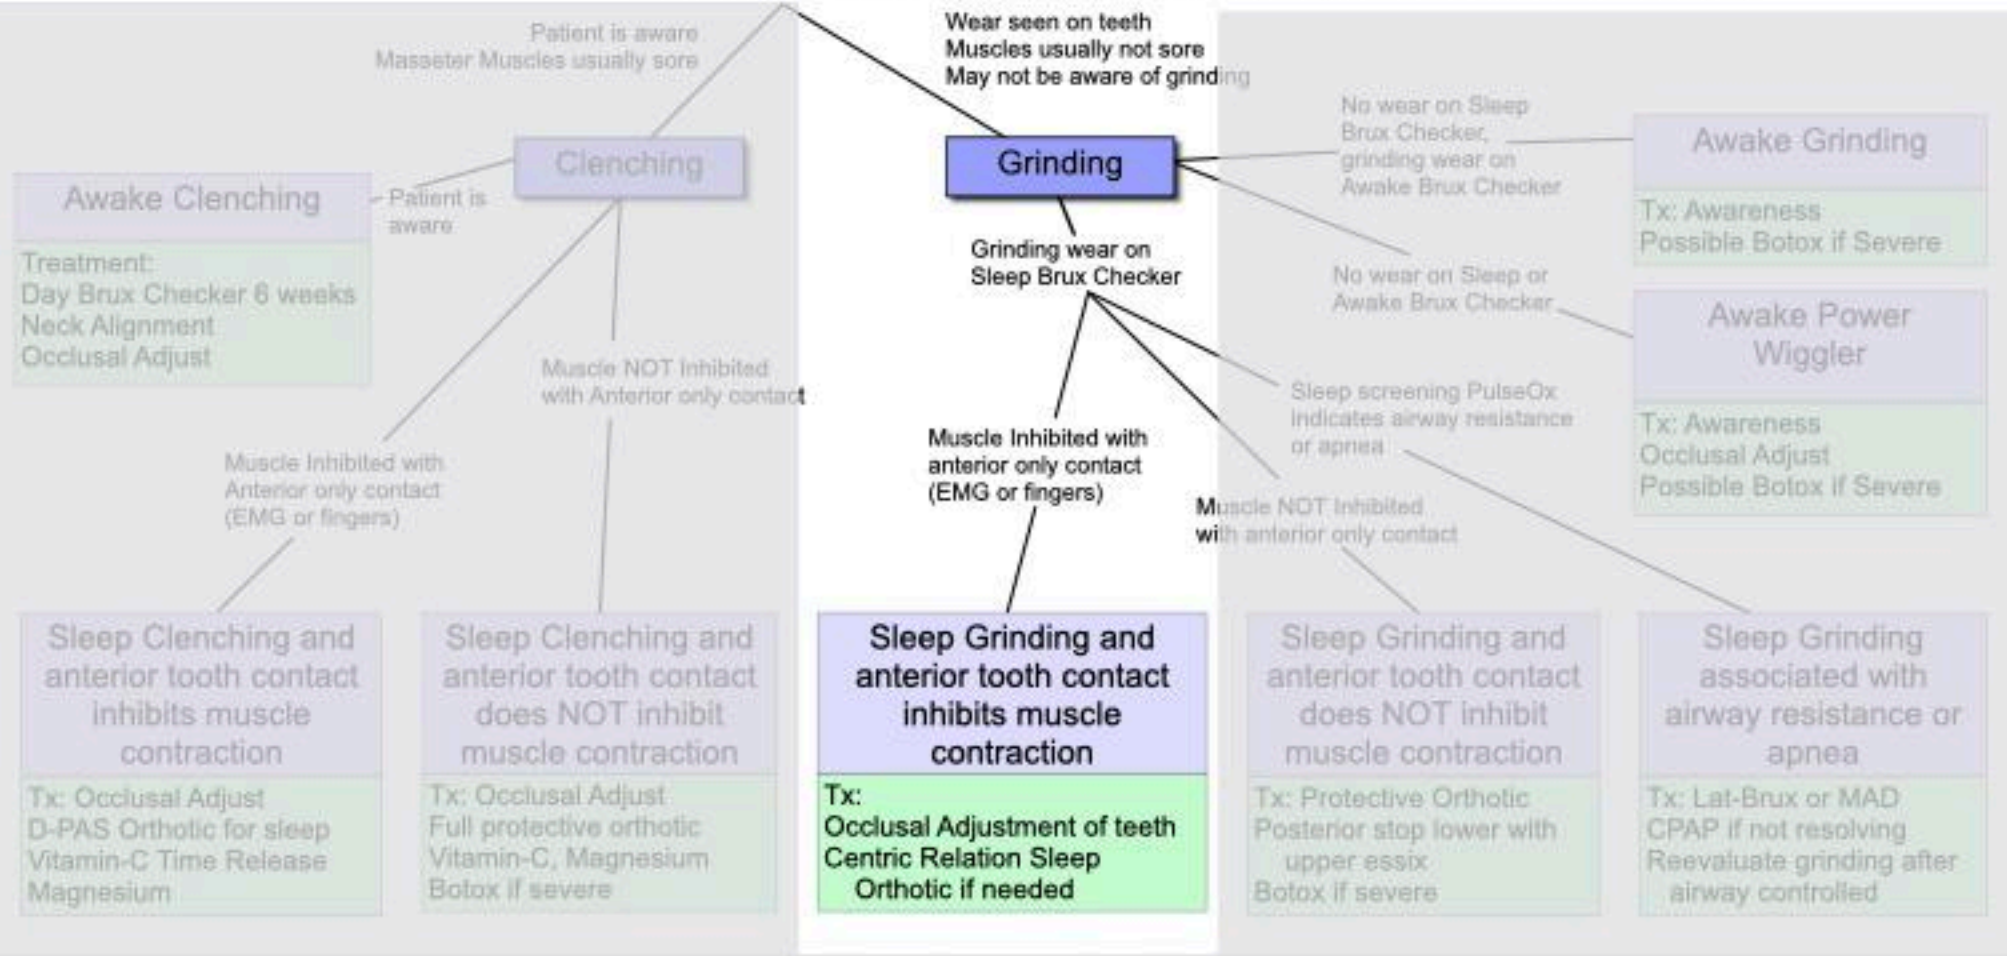 Patient is aware
Masseter Muscles usually sore
Wear seen on teeth
Muscles usually not sore
May not be aware of grinding
Clenching
Grinding
Awake Clenching
Treatment:
Day Brux Checker 6 weeks
Neck Alignment
Occlusal Adjust
Patient is
aware
No wear on Sleep
Brux Checker,
grinding wear on
Awake Brux Checker
Awake Grinding
Tx: Awareness
Possible Botox if Severe
Grinding wear on
Sleep Brux Checker
No wear on Sleep or
Awake Brux Checker
Awake Power
Wiggler
Tx: Awareness
Occlusal Adjust
Possible Botox if Severe
Muscle NOT Inhibited
with Anterior only contact
Muscle Inhibited with
Anterior only contact
(EMG or fingers)
Muscle Inhibited with
anterior only contact
(EMG or fingers)
Sleep screening PulseOx
indicates airway resistance
or apnea
Muscle NOT Inhibited
with anterior only contact
Sleep Clenching and
anterior tooth contact
inhibits muscle
contraction
Tx: Occlusal Adjust
D-PAS Orthotic for sleep
Vitamin-C Time Release
Magnesium
Sleep Clenching and
anterior tooth contact
does NOT inhibit
muscle contraction
Tx: Occlusal Adjust
Full protective orthotic
Vitamin-C, Magnesium
Botox if severe
Sleep Grinding and
anterior tooth contact
inhibits muscle
contraction
Tx:
Occlusal Adjustment of teeth
Centric Relation Sleep
Orthotic if needed
Sleep Grinding and
anterior tooth contact
does NOT inhibit
muscle contraction
Tx: Protective Orthotic
Posterior stop lower with
upper essix
Botox if severe
Sleep Grinding
associated with
airway resistance or
apnea
Tx: Lat-Brux or MAD
CPAP if not resolving
Reevaluate grinding after
airway controlled